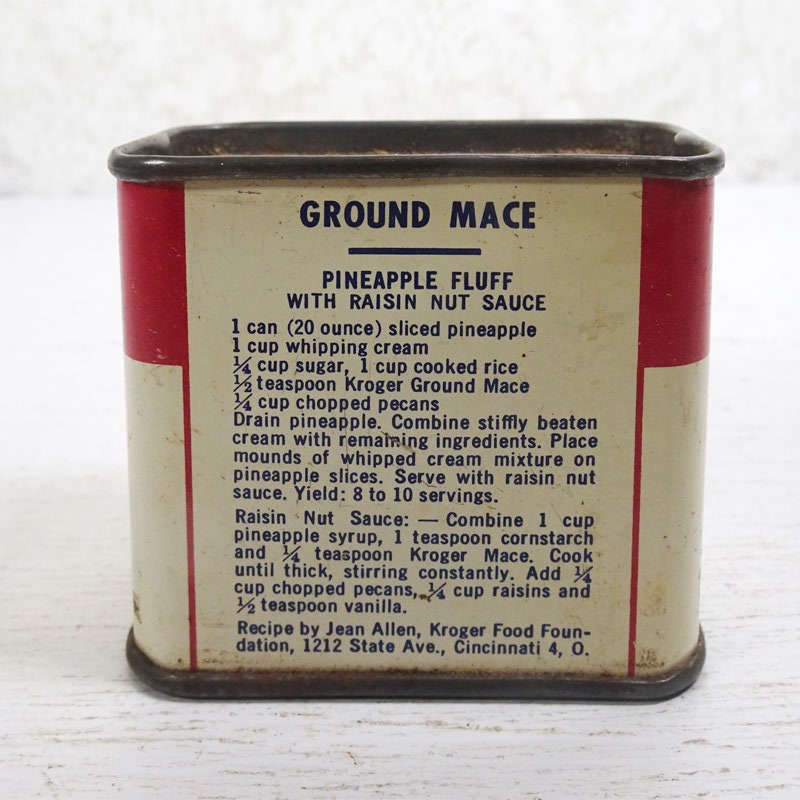 GROUND MACE
PINEAPPLE FLUFF
WITH RAISIN NUT SAUCE
1 can (20 ounce) sliced pineapple
1 cup whipping cream
¼ cup sugar, 1 cup cooked rice
½ teaspoon Kroger Ground Mace
¼ cup chopped pecans
Drain pineapple. Combine stiffly beaten
cream with remaining ingredients. Place
mounds of whipped cream mixture on
pineapple slices. Serve with raisin nut
sauce. Yield: 8 to 10 servings.
Raisin Nut Sauce: — Combine 1 cup
pineapple syrup, 1 teaspoon cornstarch
and ¼ teaspoon Kroger Mace. Cook
until thick, stirring constantly. Add ¼
cup chopped pecans, ¼ cup raisins and
½ teaspoon vanilla.
Recipe by Jean Allen, Kroger Food Foun-
dation, 1212 State Ave., Cincinnati 4, O.